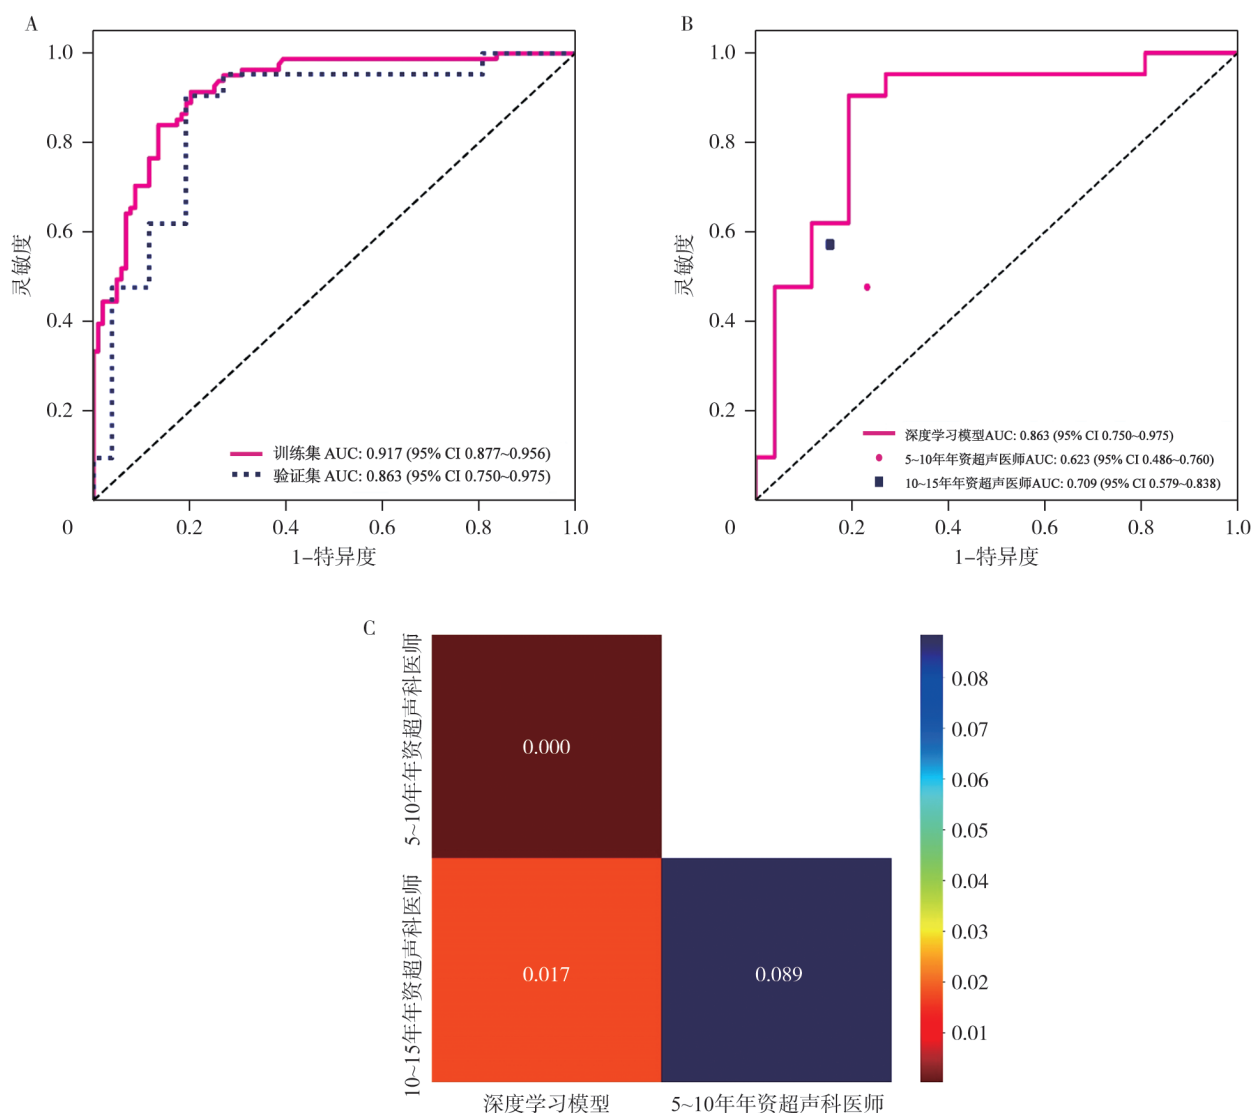 A
1.0
0.8
0.6
0.4
0.2
0
0.2
0.4
0.6
0.8
1.0
灵敏度
1-特异度
训练集 AUC: 0.917 (95% CI 0.877~0.956)
验证集 AUC: 0.863 (95% CI 0.750~0.975)
B
1.0
0.8
0.6
0.4
0.2
0
0.2
0.4
0.6
0.8
1.0
灵敏度
1-特异度
深度学习模型AUC: 0.863 (95% CI 0.750~0.975)
5~10年年资超声医师AUC: 0.623 (95% CI 0.486~0.760)
10~15年年资超声医师AUC: 0.709 (95% CI 0.579~0.838)
C
5~10年年资超声科医师
10~15年年资超声科医师
0.000
0.017
0.089
深度学习模型
5~10年年资超声科医师
0.08
0.07
0.06
0.05
0.04
0.03
0.02
0.01